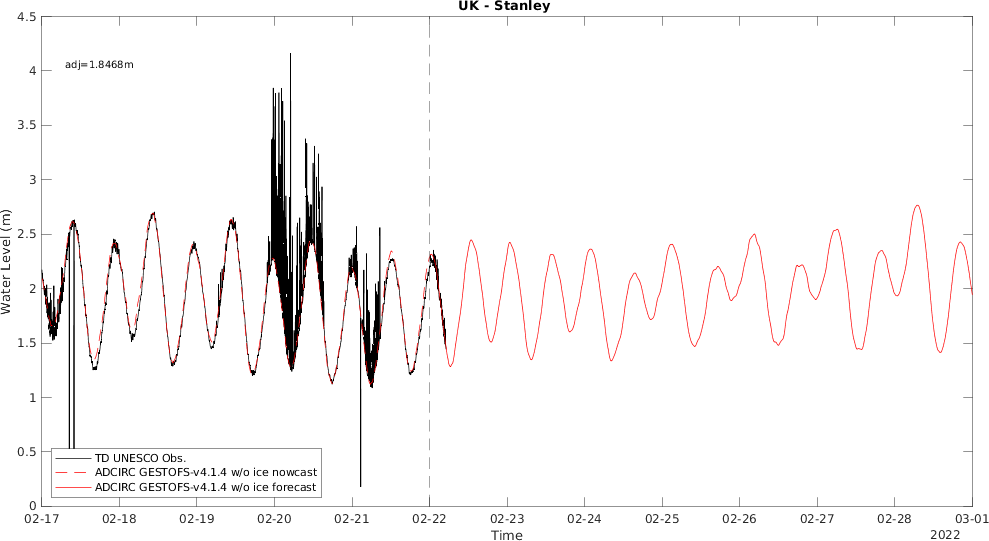 UK - Stanley
adj=1.8468m
4.5
4
3.5
3
2.5
2
1.5
1
0.5
0
Water Level (m)
TD UNESCO Obs.
ADCIRC GESTOFS-v4.1.4 w/o ice nowcast
ADCIRC GESTOFS-v4.1.4 w/o ice forecast
02-17 02-18 02-19 02-20 02-21 02-22 02-23 02-24 02-25 02-26 02-27 02-28 03-01
Time
2022